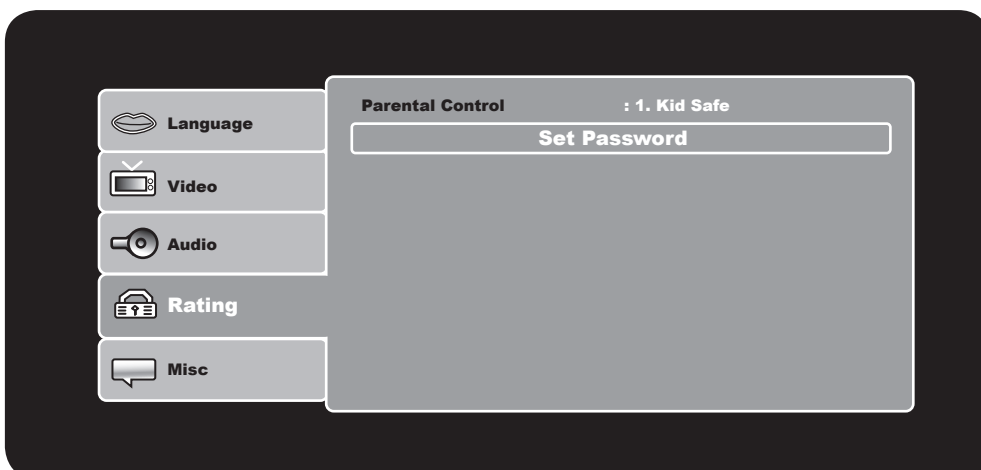 Language
Video
Audio
Rating
Misc
Parental Control : 1. Kid Safe
Set Password